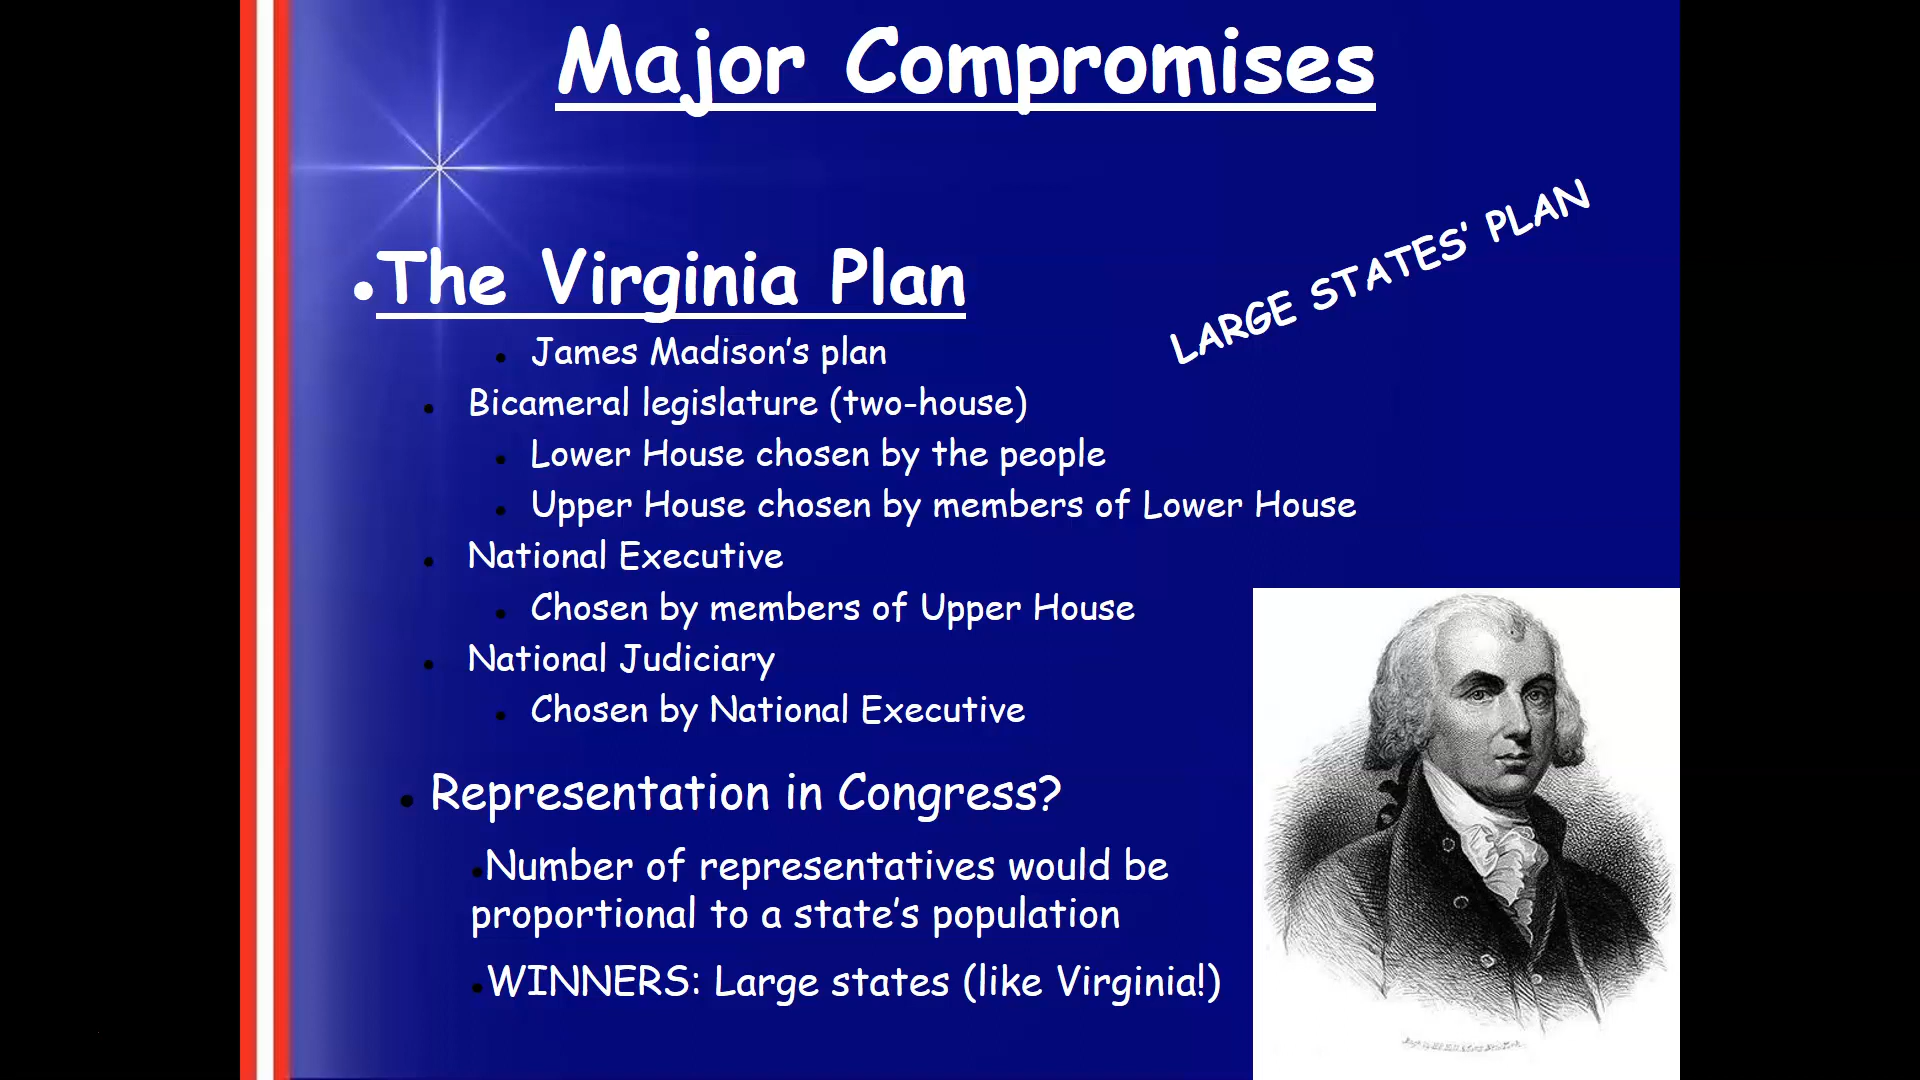 Major Compromises
LARGE STATES’ PLAN
•The Virginia Plan
• James Madison’s plan
• Bicameral legislature (two-house)
• Lower House chosen by the people
• Upper House chosen by members of Lower House
• National Executive
• Chosen by members of Upper House
• National Judiciary
• Chosen by National Executive
• Representation in Congress?
•Number of representatives would be
proportional to a state’s population
•WINNERS: Large states (like Virginia!)